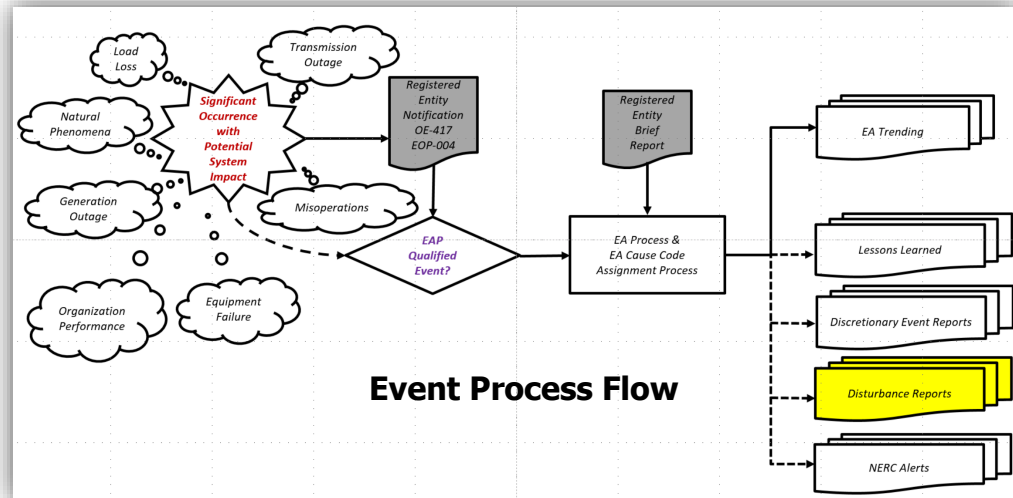 Load
Loss
Transmission
Outage
Natural
Phenomena
Significant
Occurrence
with
Potential
System
Impact
Generation
Outage
Misoperations
Organization
Performance
Equipment
Failure
Registered
Entity
Notification
OE-417
EOP-004
EAP
Qualified
Event?
Registered
Entity
Brief
Report
EA Process &
EA Cause Code
Assignment Process
EA Trending
Lessons Learned
Discretionary Event Reports
Disturbance Reports
NERC Alerts
Event Process Flow